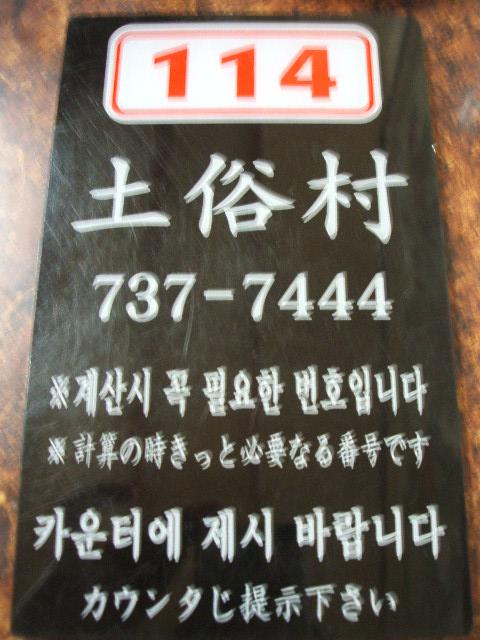 114
土俗村
737-7444
※계산시 꼭 필요한 번호입니다
※計算の時きっと必要なる番号です
카운터에 제시 바랍니다
カウンタじ提示下さい